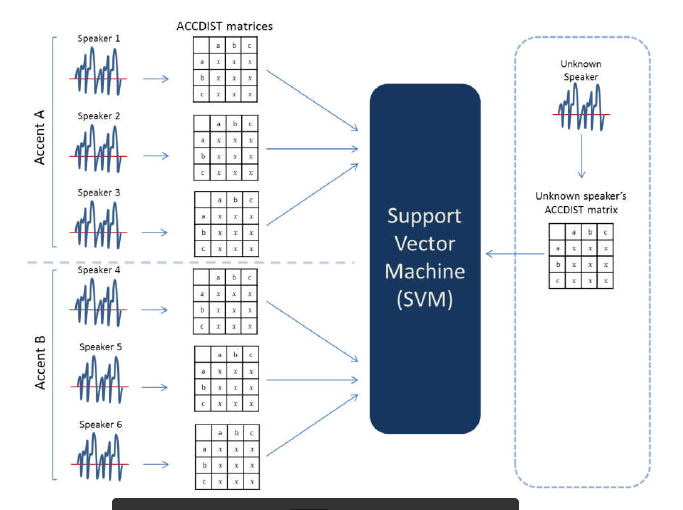 ACCDIST matrices
Accent A
Speaker 1
a b c
a x x x
b x x x
c x x x
Speaker 2
a b c
a x x x
b x x x
c x x x
Speaker 3
a b c
a x x x
b x x x
c x x x
Accent B
Speaker 4
a b c
a x x x
b x x x
c x x x
Speaker 5
a b c
a x x x
b x x x
c x x x
Speaker 6
a b c
a x x x
b x x x
c x x x
Support
Vector
Machine
(SVM)
Unknown
Speaker
Unknown speaker's
ACCDIST matrix
a b c
a x x x
b x x x
c x x x